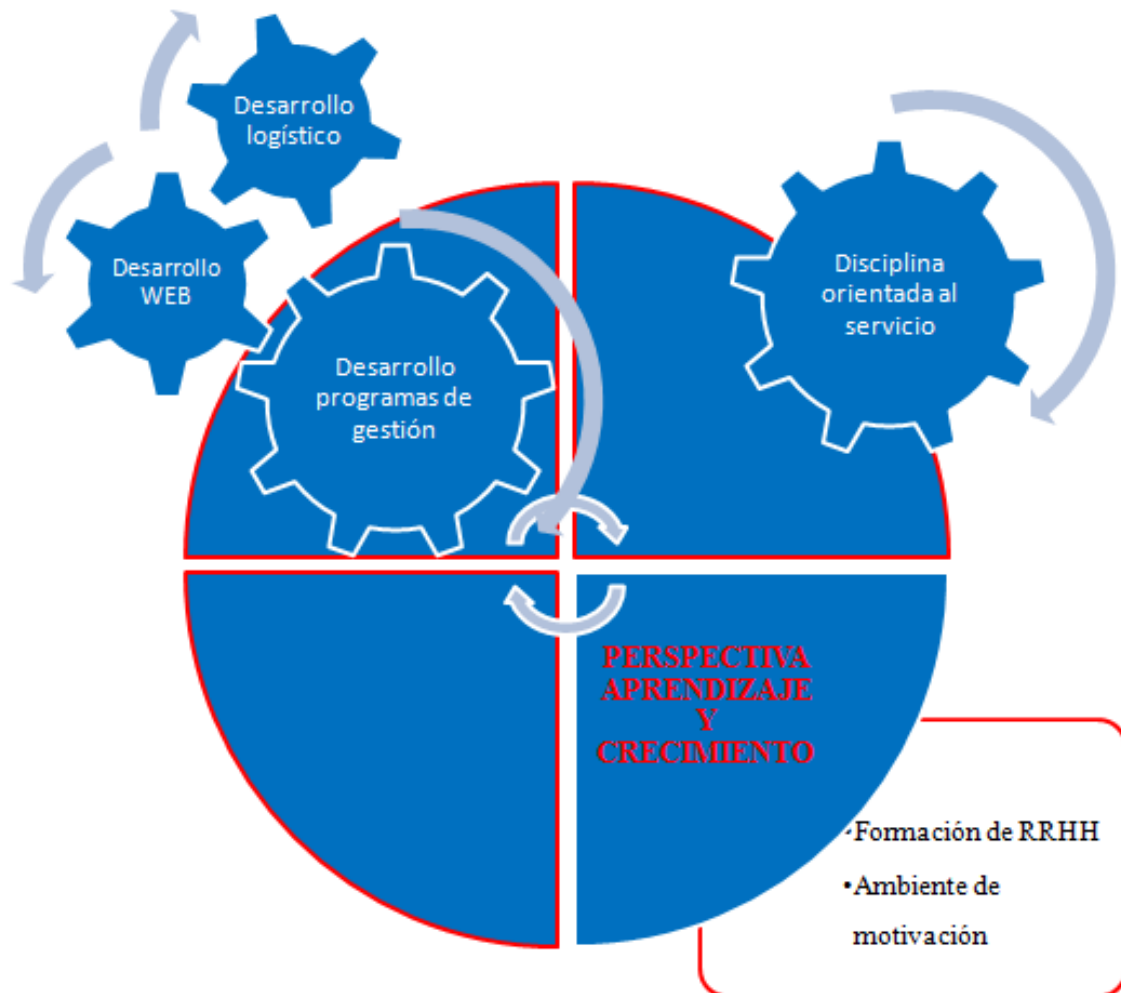 Desarrollo
logístico
Desarrollo
WEB
Desarrollo
programas de
gestión
Disciplina
orientada al
servicio
PERSPECTIVA
APRENDIZAJE
Y
CRECIMIENTO
•Formación de RRHH
•Ambiente de
motivación